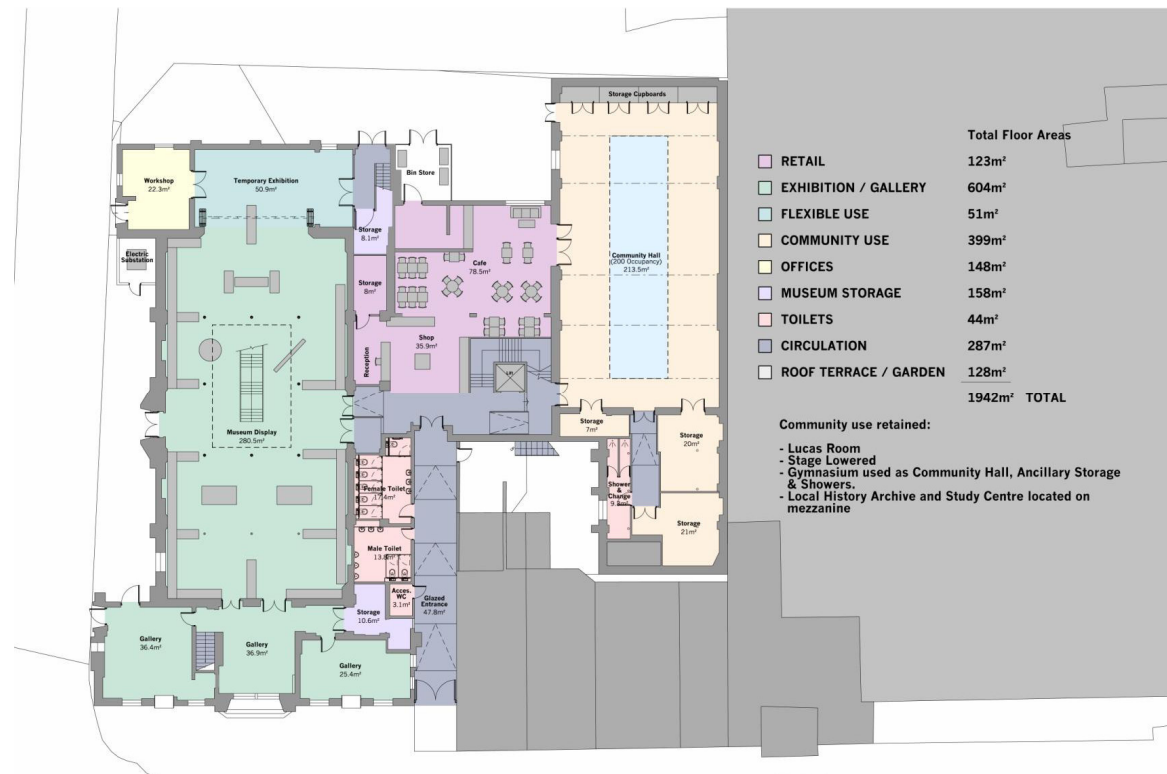 Storage Cupboards
Workshop
22.3m²
Temporary Exhibition
50.9m²
Bin Store
Storage
8.1m²
Electric
Substation
Cafe
78.5m²
Community Hall
(200 Occupancy)
213.5m²
Storage
8m²
Reception
Shop
35.9m²
Lift
Museum Display
280.5m²
Storage
7m²
Storage
20m²
Female Toilet
17.4m²
Shower
&
Change
9.8m²
Storage
21m²
Male Toilet
13.8m²
Acces.
WC
3.1m²
Glazed
Entrance
47.8m²
Storage
10.6m²
Gallery
36.4m²
Gallery
36.9m²
Gallery
25.4m²
Total Floor Areas
RETAIL 123m²
EXHIBITION / GALLERY 604m²
FLEXIBLE USE 51m²
COMMUNITY USE 399m²
OFFICES 148m²
MUSEUM STORAGE 158m²
TOILETS 44m²
CIRCULATION 287m²
ROOF TERRACE / GARDEN 128m²
1942m² TOTAL
Community use retained:
- Lucas Room
- Stage Lowered
- Gymnasium used as Community Hall, Ancillary Storage
& Showers.
- Local History Archive and Study Centre located on
mezzanine